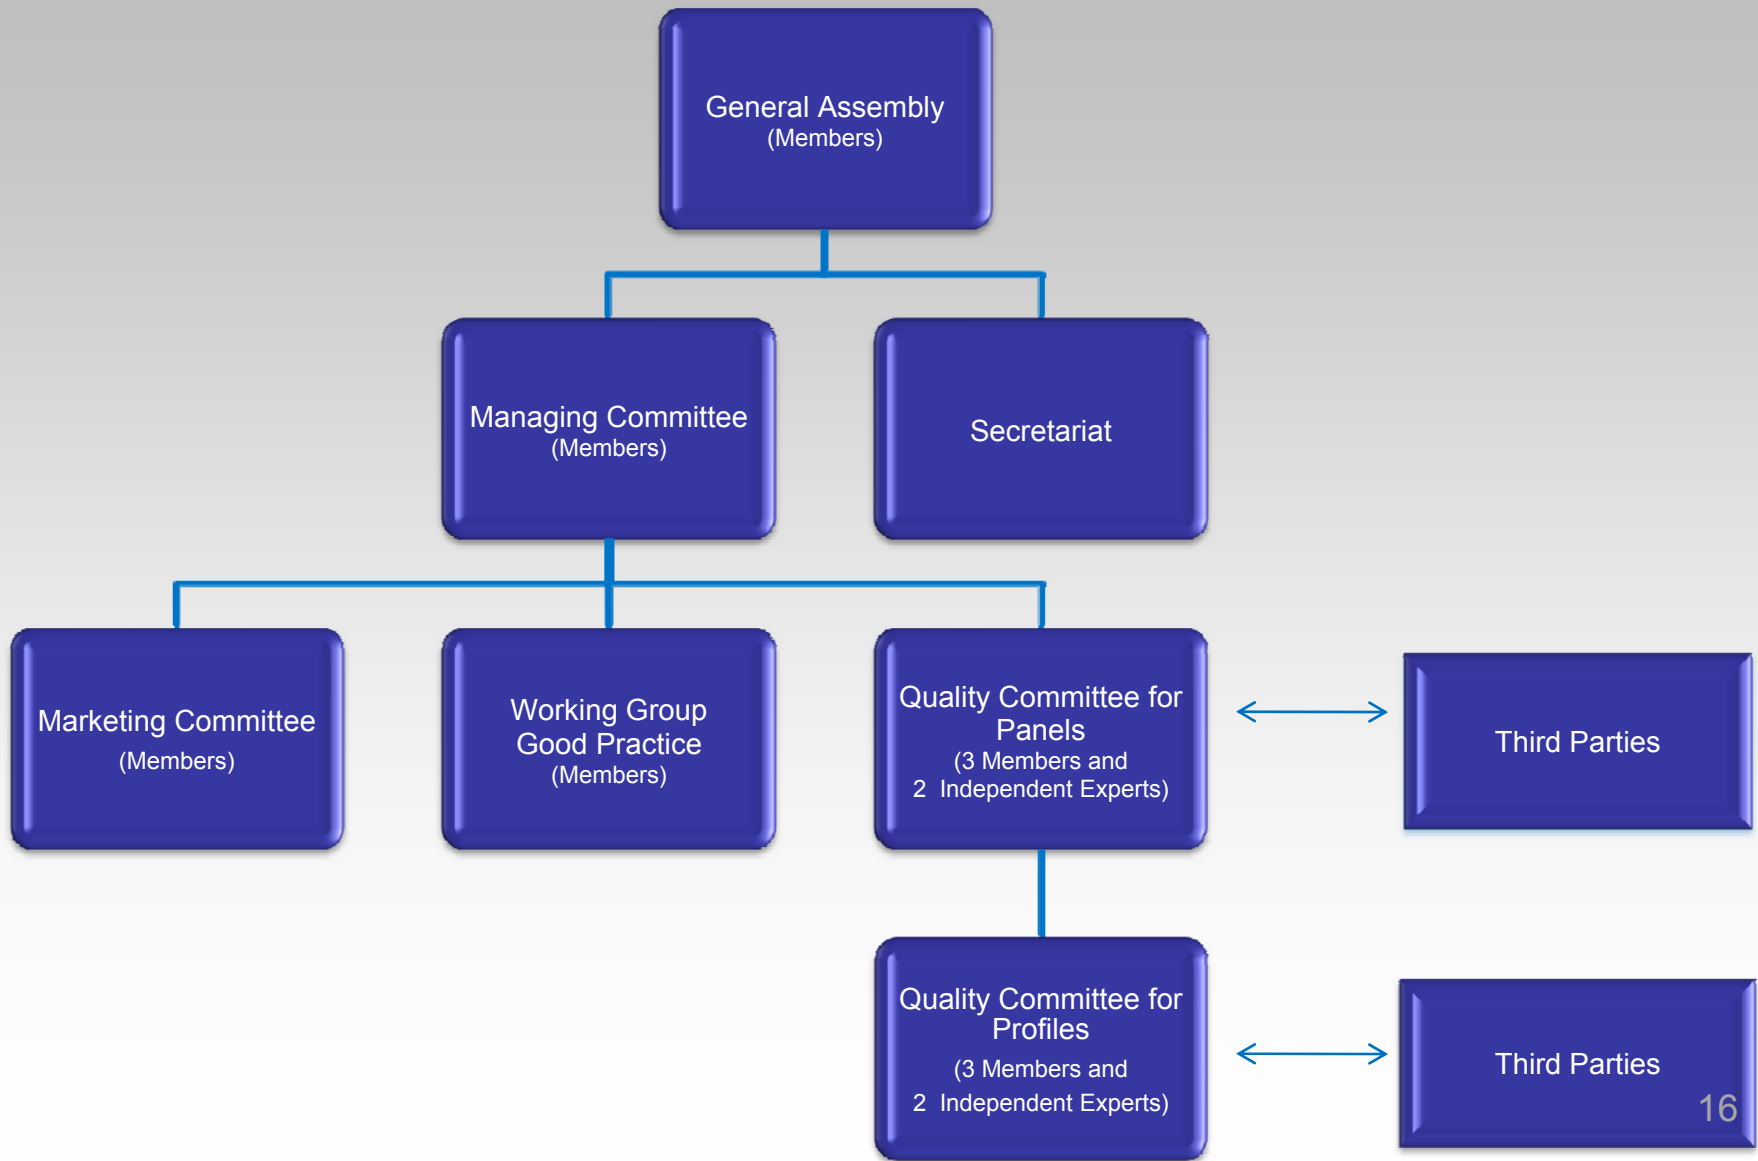 General Assembly
(Members)
Managing Committee
(Members)
Secretariat
Marketing Committee
(Members)
Working Group
Good Practice
(Members)
Quality Committee for
Panels
(3 Members and
2 Independent Experts)
Third Parties
Quality Committee for
Profiles
(3 Members and
2 Independent Experts)
Third Parties
16